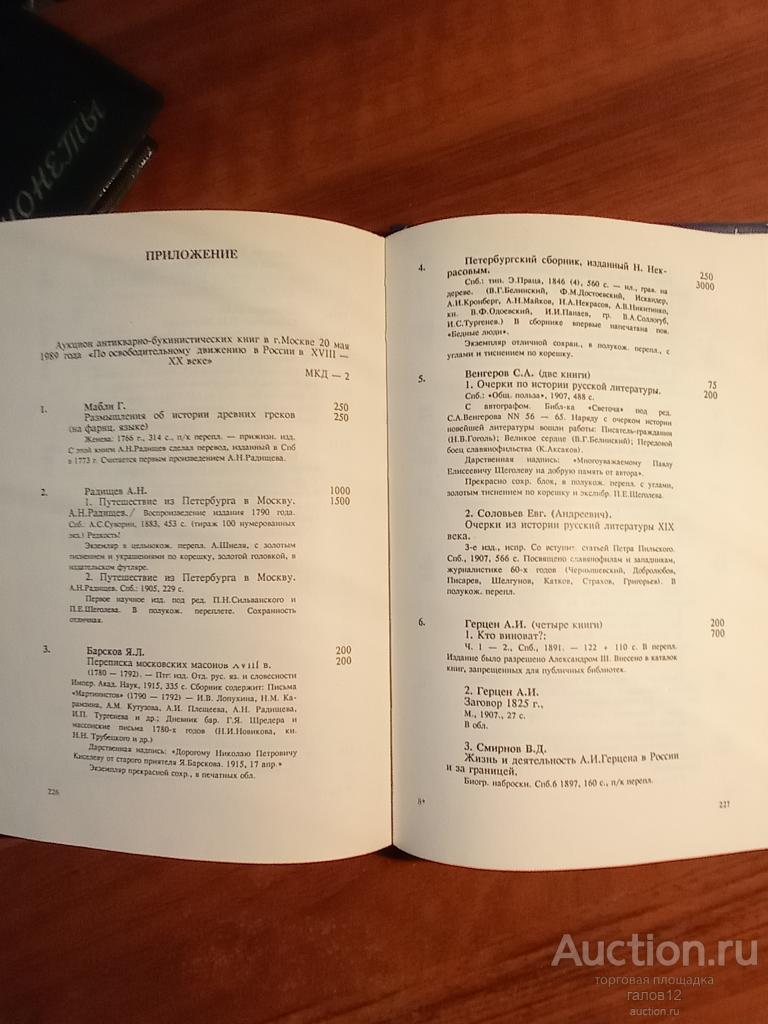 МОНЕТЫ
ПРИЛОЖЕНИЕ
Аукцион антикварно-букинистических книг в г.Москве 20 мая
1989 года «По освободительному движению в России в XVIII —
XX веке»
МКД — 2
1. Мабли Г. 250
Размышления об истории древних греков 250
(на франц. языке)
Женева: 1766 г., 314 с., п/к перепл. — прижизн. изд.
С этой книги А.Н.Радищев сделал перевод, изданный в Спб
в 1773 г. Считается первым произведением А.Н.Радищева.
2. Радищев А.Н. 1000
1. Путешествие из Петербурга в Москву. 1500
А.Н.Радищев./ Воспроизведение издания 1790 года.
Спб.: А.С.Суворин, 1883, 453 с. (тираж 100 нумерованных
экз.) Редкость!
Экземпляр в цельнокож. перепл. А.Шнеля, с золотым
тиснением и украшениями по корешку, золотой головкой, в
издательском футляре.
2. Путешествие из Петербурга в Москву.
А.Н.Радищев. Спб.: 1905, 229 с.
Первое научное изд. под ред. П.Н.Сильванского и
П.Е.Щеголева. В полукож. переплете. Сохранность
отличная.
3. Барсков Я.Л. 200
Переписка московских масонов XVIII в. 200
(1780 — 1792). — Птг: изд. Отд. рус. яз. и словесности
Импер. Акад. Наук, 1915, 335 с. Сборник содержит: Письма
«Мартинистов» (1790 — 1792) — И.В. Лопухина, Н.М. Ка-
рамзина, А.М. Кутузова, А.И. Плещеева, А.Н. Радищева,
И.П. Тургенева и др.; Дневник бар. Г.Я. Шредера и
масонские письма 1780-х годов (Н.И.Новикова, кн.
Н.Н. Трубецкого и др.)
Дарственная надпись: «Дорогому Николаю Петровичу
Киселеву от старого приятеля Я.Барскова. 1915, 17 апр.»
Экземпляр прекрасной сохр., в печатных обл.
226
4. Петербургский сборник, изданный Н. Нек- 250
расовым. 3000
Спб.: тип. Э.Праца, 1846 (4), 560 с. — ил., грав. на
дереве. (В.Г.Белинский, Ф.М.Достоевский, Искандер,
А.И.Кронберг, А.Н.Майков, Н.А.Некрасов, А.В.Никитенко,
кн. В.Ф.Одоевский, И.И.Панаев, гр. В.А.Соллогуб,
И.С.Тургенев.) В сборнике впервые напечатана пов.
«Бедные люди».
Экземпляр отличной сохран., в полукож. перепл., с
углами и тиснением по корешку.
5. Венгеров С.А. (две книги)
1. Очерки по истории русской литературы. 75
Спб.: «Общ. польза», 1907, 488 с. 200
С автографом. Библ-ка «Светоча» под ред.
С.А.Венгерова NN 56 — 65. Наряду с очерком истории
новейшей литературы вошли работы: Писатель-гражданин
(Н.В.Гоголь); Великое сердце (В.Г.Белинский); Передовой
боец славянофильства (К.Аксаков).
Дарственная надпись: «Многоуважаемому Павлу
Елисеевичу Щеголеву на добрую память от автора».
Прекрасно сохр. блок, в полукож. перепл. с углами,
золотым тиснением по корешку и экслибр. П.Е.Щеголева.
2. Соловьев Евг. (Андреевич).
Очерки из истории русский литературы XIX
века.
3-е изд., испр. Со вступит. статьей Петра Пильского.
Спб., 1907, 566 с. Посвящено славянофилам и западникам,
журналистике 60-х годов (Чернышевский, Добролюбов,
Писарев, Шелгунов, Катков, Страхов, Григорьев). В
полукож. перепл.
6. Герцен А.И. (четыре книги) 200
1. Кто виноват?: 700
Ч. 1 — 2., Спб., 1891. — 122 + 110 с. В перепл.
Издание было разрешено Александром III. Внесено в каталок
книг, запрещенных для публичных библиотек.
2. Герцен А.И.
Заговор 1825 г.,
М., 1907., 27 с.
В обл.
3. Смирнов В.Д.
Жизнь и деятельность А.И.Герцена в России
и за границей.
Биогр. наброски. Спб.6 1897, 160 с., п/к перепл.
8* 227
Auction.ru
торговая площадка
галов12
auction.ru